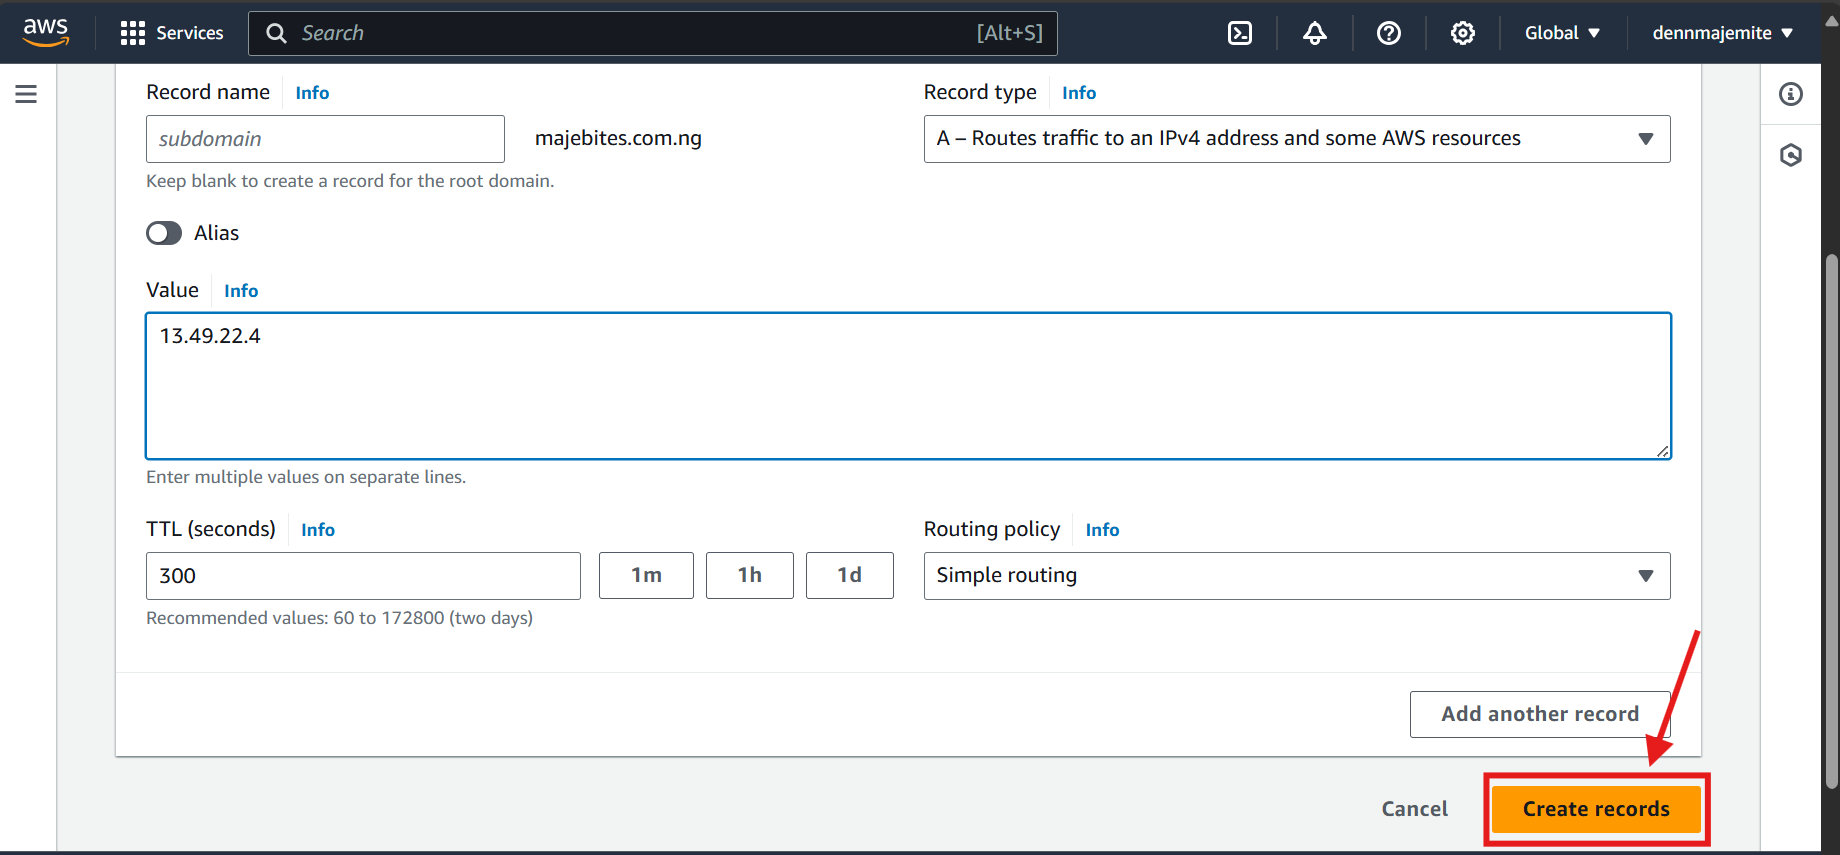 aws Services Search [Alt+S] Global dennmajemite
Record name Info Record type Info
subdomain majebites.com.ng A – Routes traffic to an IPv4 address and some AWS resources
Keep blank to create a record for the root domain.
Alias
Value Info
13.49.22.4
Enter multiple values on separate lines.
TTL (seconds) Info Routing policy Info
300 1m 1h 1d Simple routing
Recommended values: 60 to 172800 (two days)
Add another record
Cancel Create records